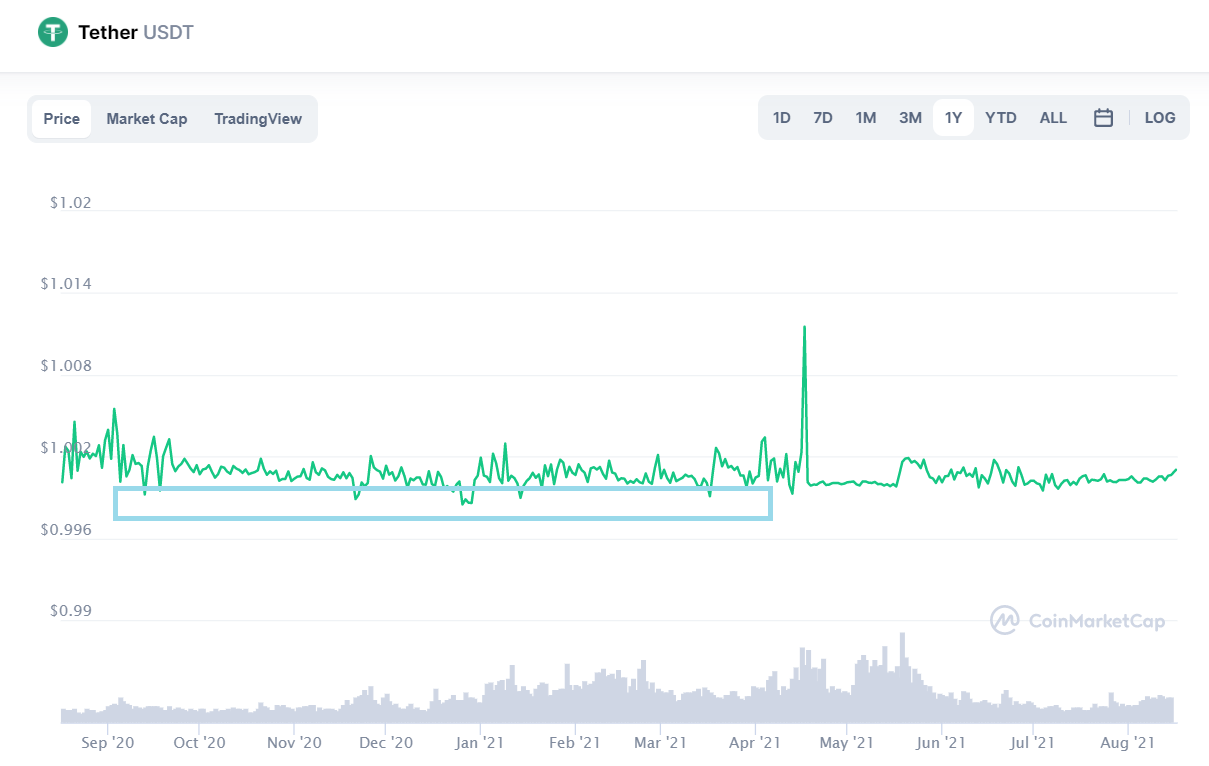 Tether USDT
Price Market Cap TradingView
1D 7D 1M 3M 1Y YTD ALL LOG
$1.02
$1.014
$1.008
$1.002
$0.996
$0.99
CoinMarketCap
Sep '20 Oct '20 Nov '20 Dec '20 Jan '21 Feb '21 Mar '21 Apr '21 May '21 Jun '21 Jul '21 Aug '21